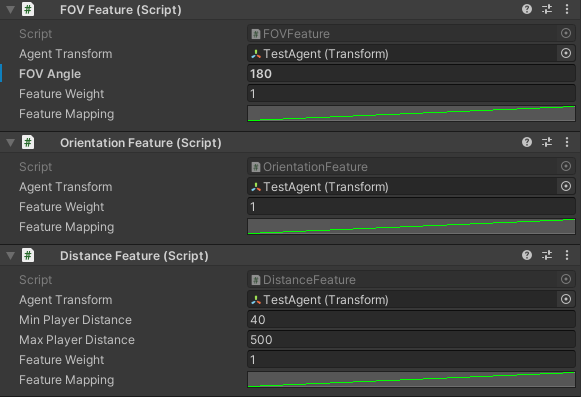 FOV Feature (Script)
Script FOVFeature
Agent Transform TestAgent (Transform)
FOV Angle 180
Feature Weight 1
Feature Mapping
Orientation Feature (Script)
Script OrientationFeature
Agent Transform TestAgent (Transform)
Feature Weight 1
Feature Mapping
Distance Feature (Script)
Script DistanceFeature
Agent Transform TestAgent (Transform)
Min Player Distance 40
Max Player Distance 500
Feature Weight 1
Feature Mapping